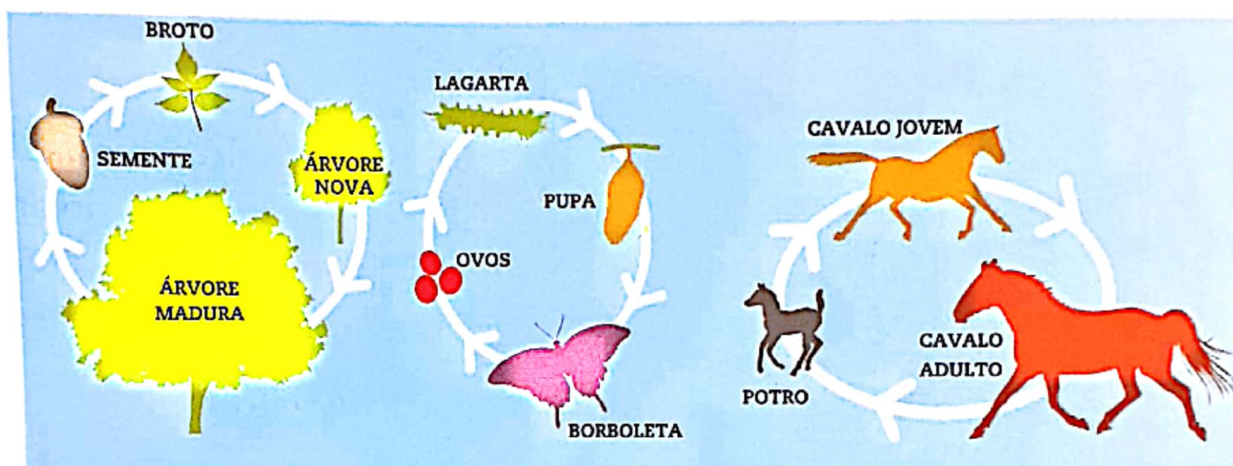 BROTO
SEMENTE
ÁRVORE
NOVA
ÁRVORE
MADURA
LAGARTA
PUPA
OVOS
BORBOLETA
CAVALO JOVEM
POTRO
CAVALO
ADULTO